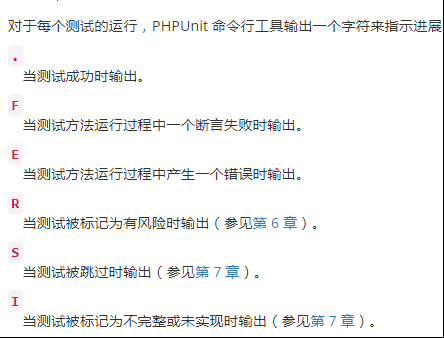 对于每个测试的运行，PHPUnit 命令行工具输出一个字符来指示进展
.
当测试成功时输出。
F
当测试方法运行过程中一个断言失败时输出。
E
当测试方法运行过程中产生一个错误时输出。
R
当测试被标记为有风险时输出（参见第 6 章）。
S
当测试被跳过时输出（参见第 7 章）。
I
当测试被标记为不完整或未实现时输出（参见第 7 章）。